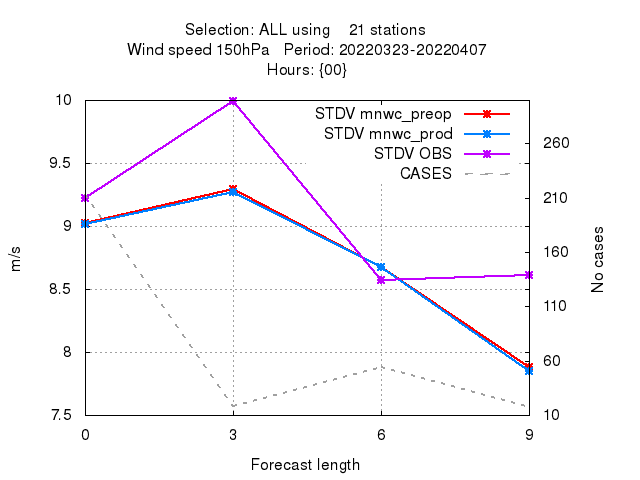 Selection: ALL using    21 stations
Wind speed 150hPa   Period: 20220323-20220407
Hours: {00}
STDV mnwc_preop
STDV mnwc_prod
STDV OBS
CASES
10
9.5
9
8.5
8
7.5
260
210
160
110
60
10
m/s
No cases
0 3 6 9
Forecast length